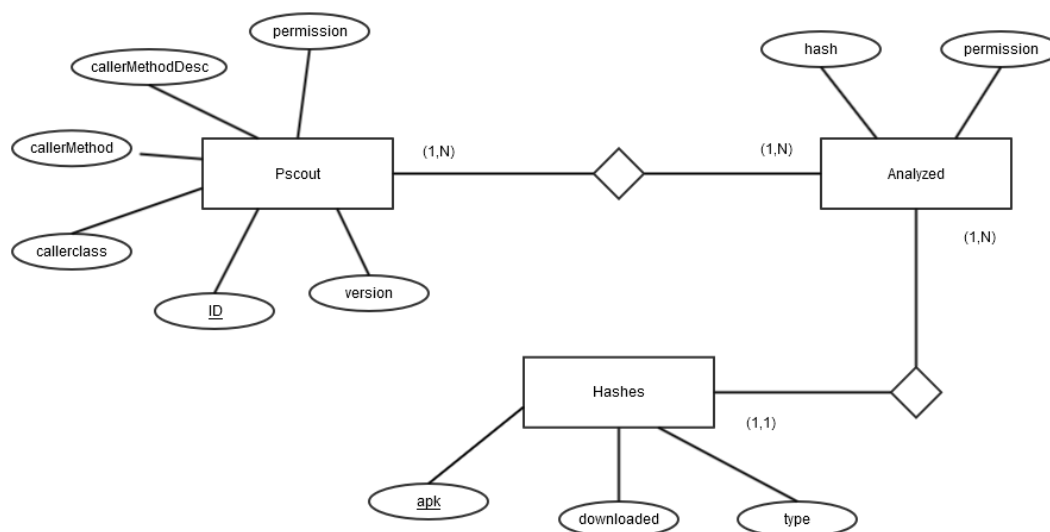 permission
hash
permission
callerMethodDesc
callerMethod
(1,N)
(1,N)
Pscout
Analyzed
callerclass
(1,N)
version
ID
Hashes
(1,1)
apk
downloaded
type